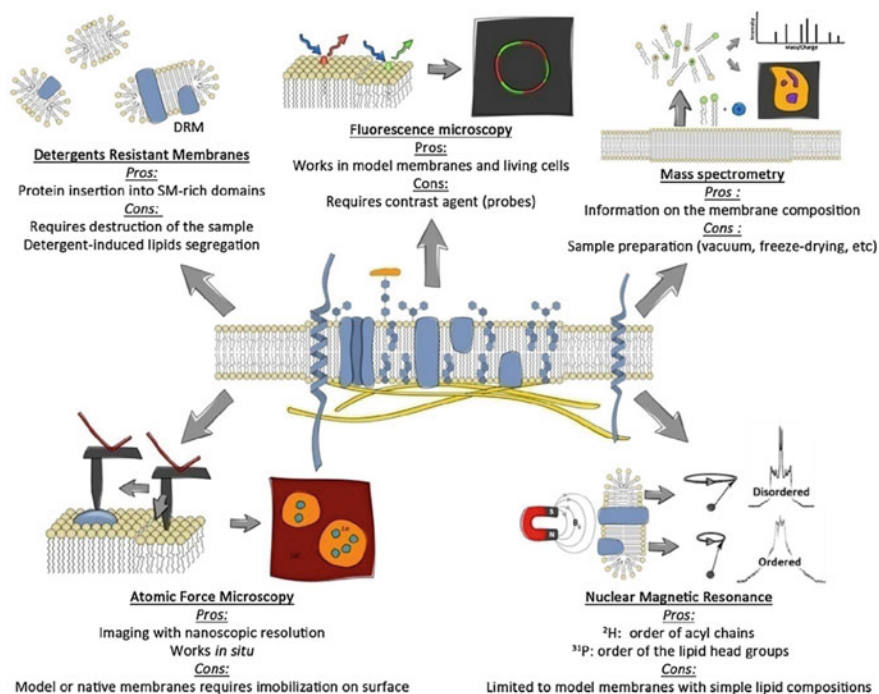 DRM
Detergents Resistant Membranes
Pros:
Protein insertion into SM-rich domains
Cons:
Requires destruction of the sample
Detergent-induced lipids segregation
Fluorescence microscopy
Pros:
Works in model membranes and living cells
Cons:
Requires contrast agent (probes)
Intensity
Mass/Charge
Mass spectrometry
Pros :
Information on the membrane composition
Cons :
Sample preparation (vacuum, freeze-drying, etc)
Lo
Atomic Force Microscopy
Pros:
Imaging with nanoscopic resolution
Works in situ
Cons:
Model or native membranes requires imobilization on surface
S
N
Disordered
Ordered
Nuclear Magnetic Resonance
Pros:
²H: order of acyl chains
³¹P: order of the lipid head groups
Cons:
Limited to model membranes with simple lipid compositions